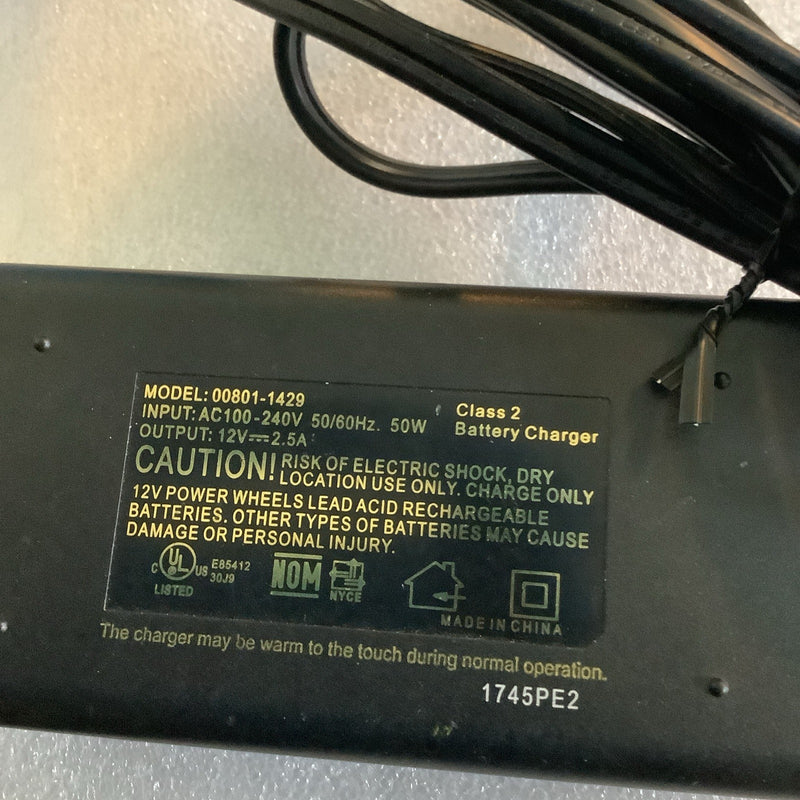 MODEL: 00801-1429
INPUT: AC100-240V 50/60Hz. 50W
OUTPUT: 12V⎓2.5A
Class 2
Battery Charger
CAUTION! RISK OF ELECTRIC SHOCK, DRY
LOCATION USE ONLY. CHARGE ONLY
12V POWER WHEELS LEAD ACID RECHARGEABLE
BATTERIES. OTHER TYPES OF BATTERIES MAY CAUSE
DAMAGE OR PERSONAL INJURY.
C UL US
LISTED
E85412
30J9
NOM
NYCE
MADE IN CHINA
The charger may be warm to the touch during normal operation.
1745PE2